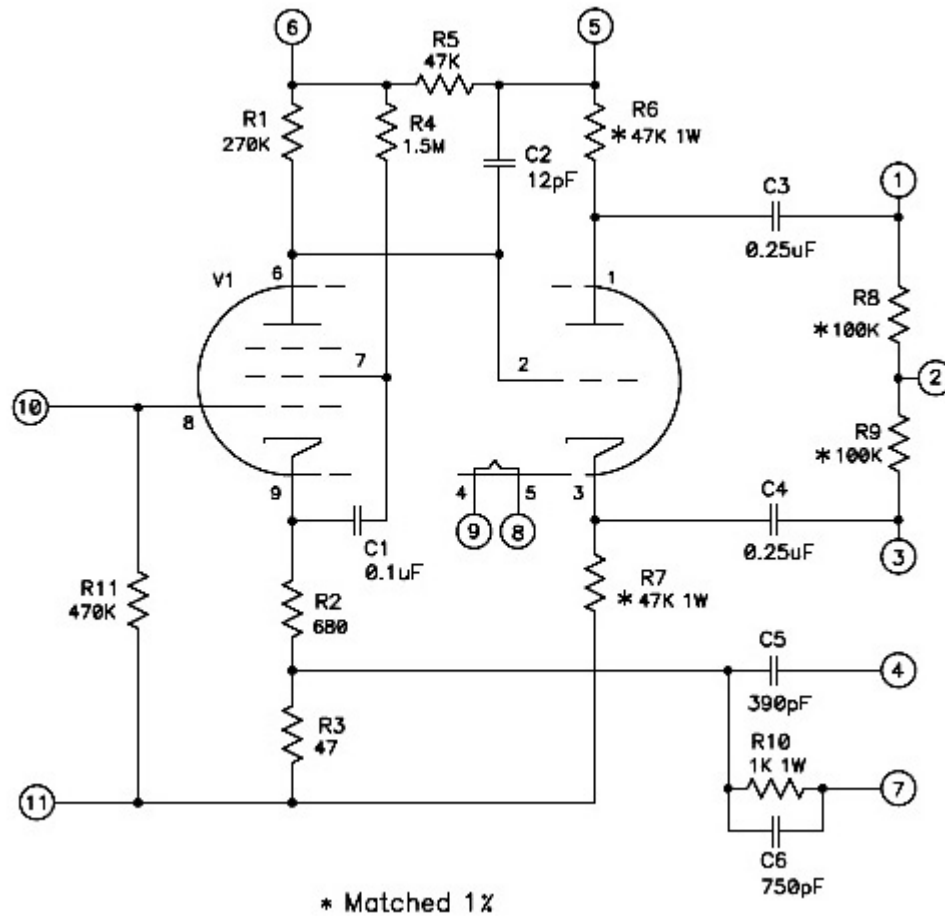 6
5
R5
47K
R1
270K
R4
1.5M
R6
* 47K 1W
C2
12pF
C3
0.25uF
1
V1
6
1
R8
* 100K
7
2
2
10
8
R9
* 100K
9
4
5
3
9
8
C4
0.25uF
3
C1
0.1uF
R11
470K
R2
680
R7
* 47K 1W
C5
390pF
4
R3
47
R10
1K 1W
7
11
C6
750pF
* Matched 1%